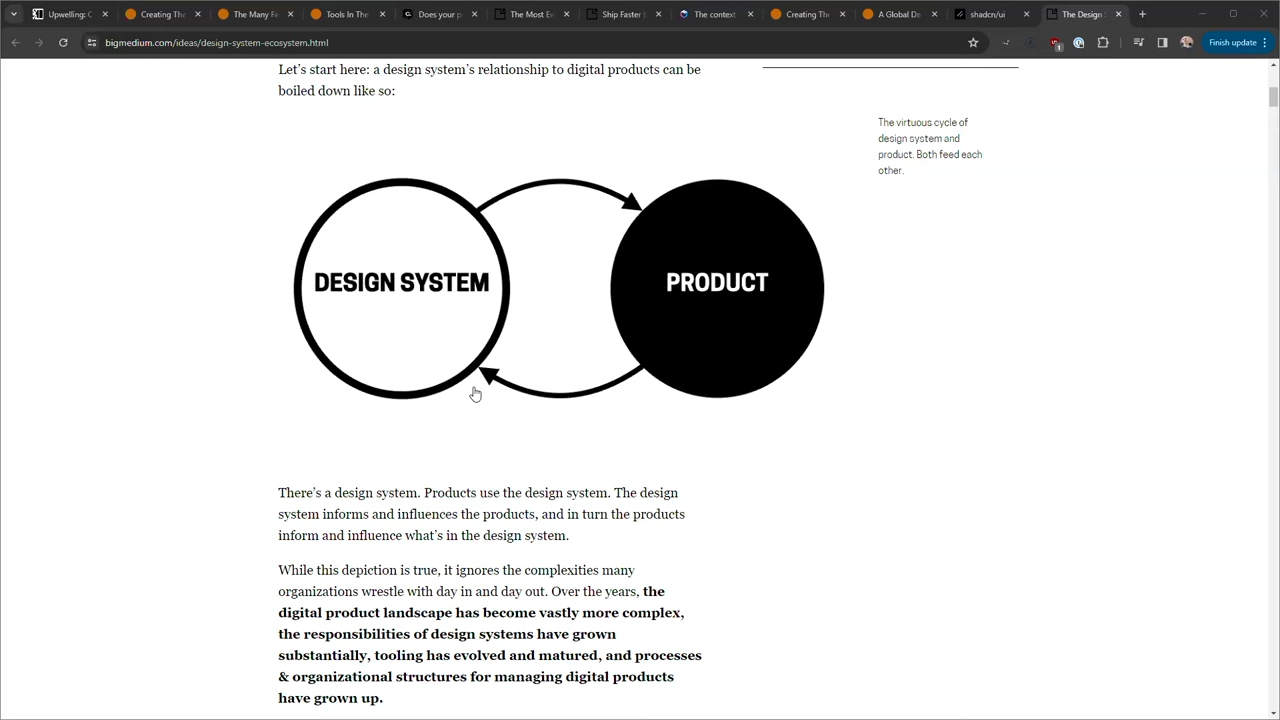 Upwelling: C
Creating The
The Many Fa
Tools In The
Does your p
The Most E
Ship Faster
The context
Creating The
A Global De
shadcn/ui
The Design
bigmedium.com/ideas/design-system-ecosystem.html
Finish update
Let's start here: a design system's relationship to digital products can be
boiled down like so:
The virtuous cycle of
design system and
product. Both feed each
other.
DESIGN SYSTEM
PRODUCT
There's a design system. Products use the design system. The design
system informs and influences the products, and in turn the products
inform and influence what's in the design system.
While this depiction is true, it ignores the complexities many
organizations wrestle with day in and day out. Over the years, the
digital product landscape has become vastly more complex,
the responsibilities of design systems have grown
substantially, tooling has evolved and matured, and processes
& organizational structures for managing digital products
have grown up.